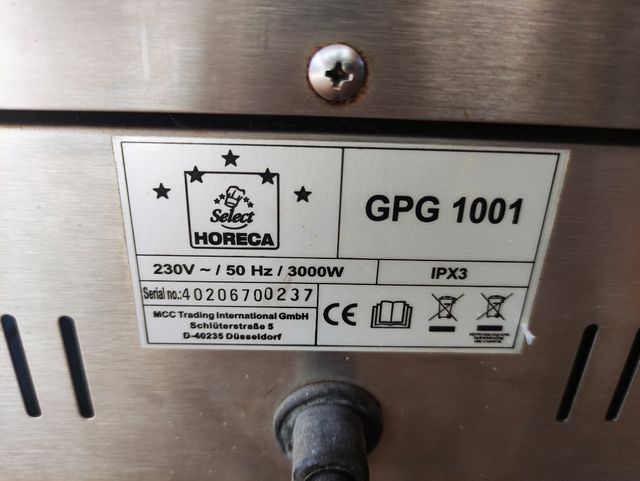 Select
HORECA
GPG 1001
230V ~ / 50 Hz / 3000W
IPX3
Serial no.: 40206700237
MCC Trading International GmbH
Schlüterstraße 5
D-40235 Düsseldorf
CE